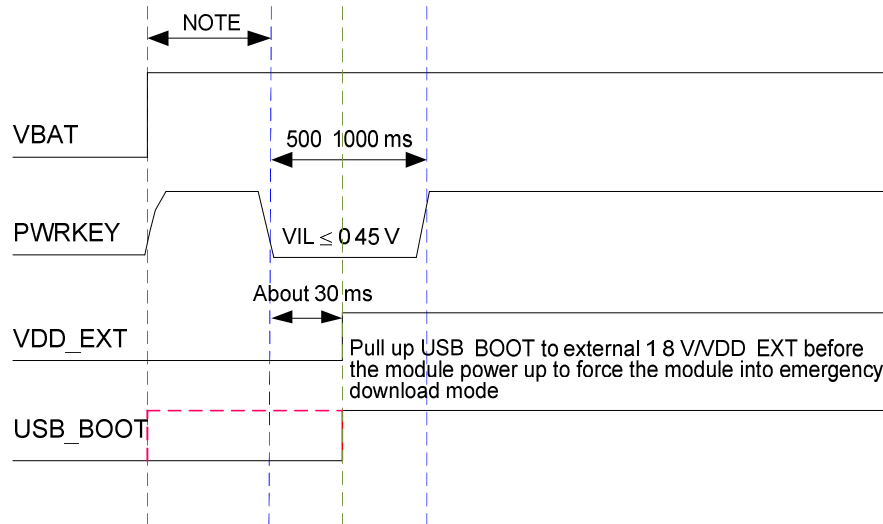 NOTE
VBAT
500 1000 ms
PWRKEY
VIL ≤ 0 45 V
About 30 ms
VDD_EXT
Pull up USB BOOT to external 1 8 V/VDD EXT before
the module power up to force the module into emergency
download mode
USB_BOOT